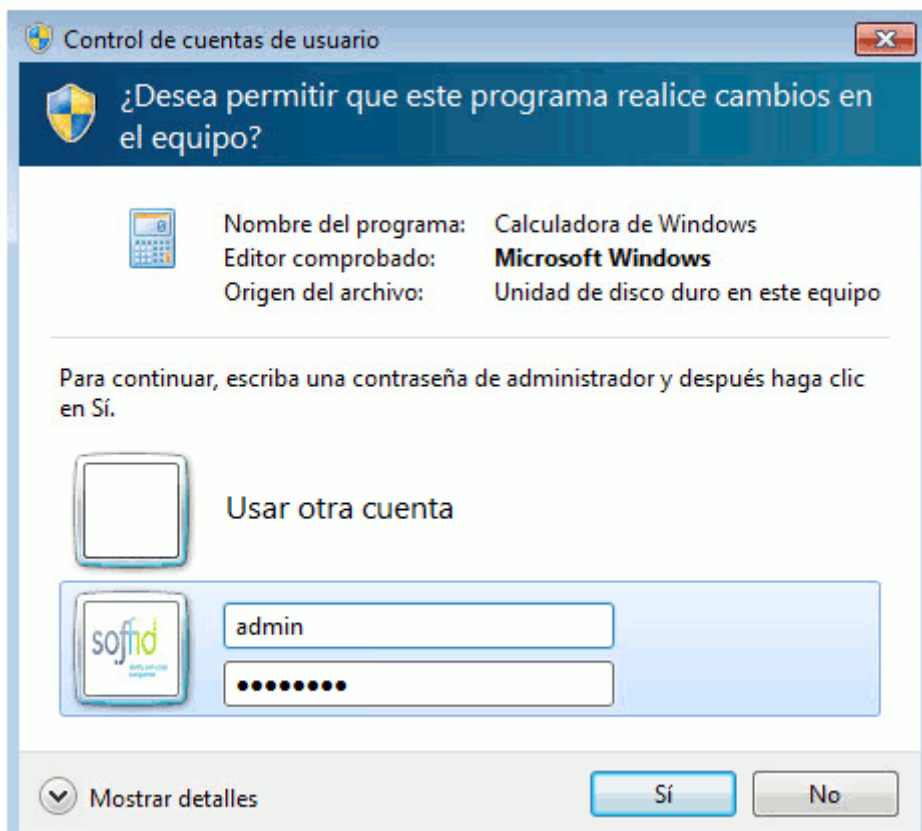 Control de cuentas de usuario
¿Desea permitir que este programa realice cambios en
el equipo?
Nombre del programa: Calculadora de Windows
Editor comprobado: Microsoft Windows
Origen del archivo: Unidad de disco duro en este equipo
Para continuar, escriba una contraseña de administrador y después haga clic
en Sí.
Usar otra cuenta
soffid
admin
●●●●●●●●
Mostrar detalles
Sí
No